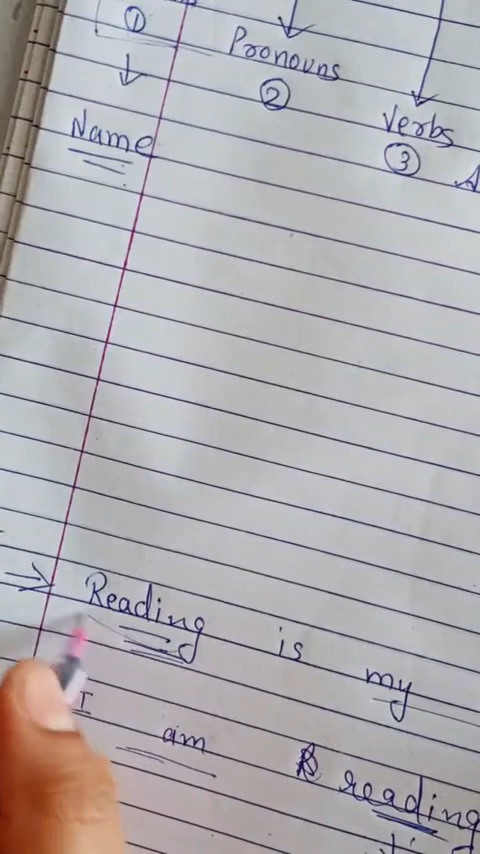 ①
Pronouns
②
Verbs
③
Name
⇒ Reading is my
I am reading